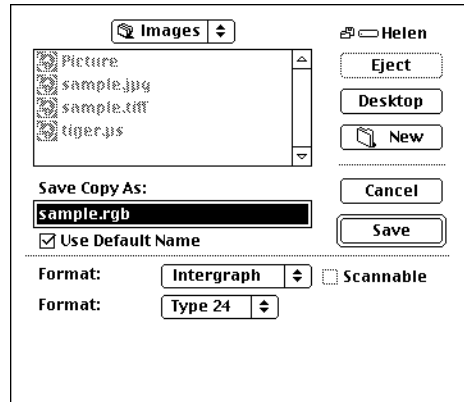 Images
Helen
Picture
sample.jpg
sample.tiff
tiger.ps
Eject
Desktop
New
Save Copy As:
sample.rgb
Use Default Name
Cancel
Save
Format: Intergraph Scannable
Format: Type 24